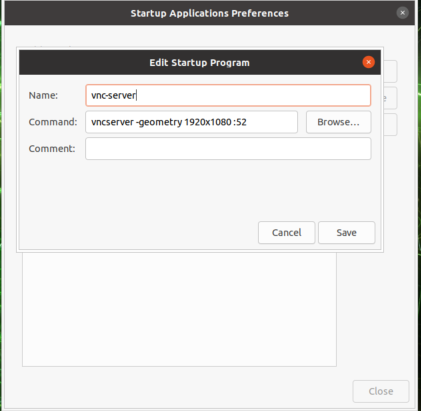 Startup Applications Preferences
Edit Startup Program
Name: vnc-server
Command: vncserver -geometry 1920x1080 :52 Browse...
Comment:
Cancel Save
Close